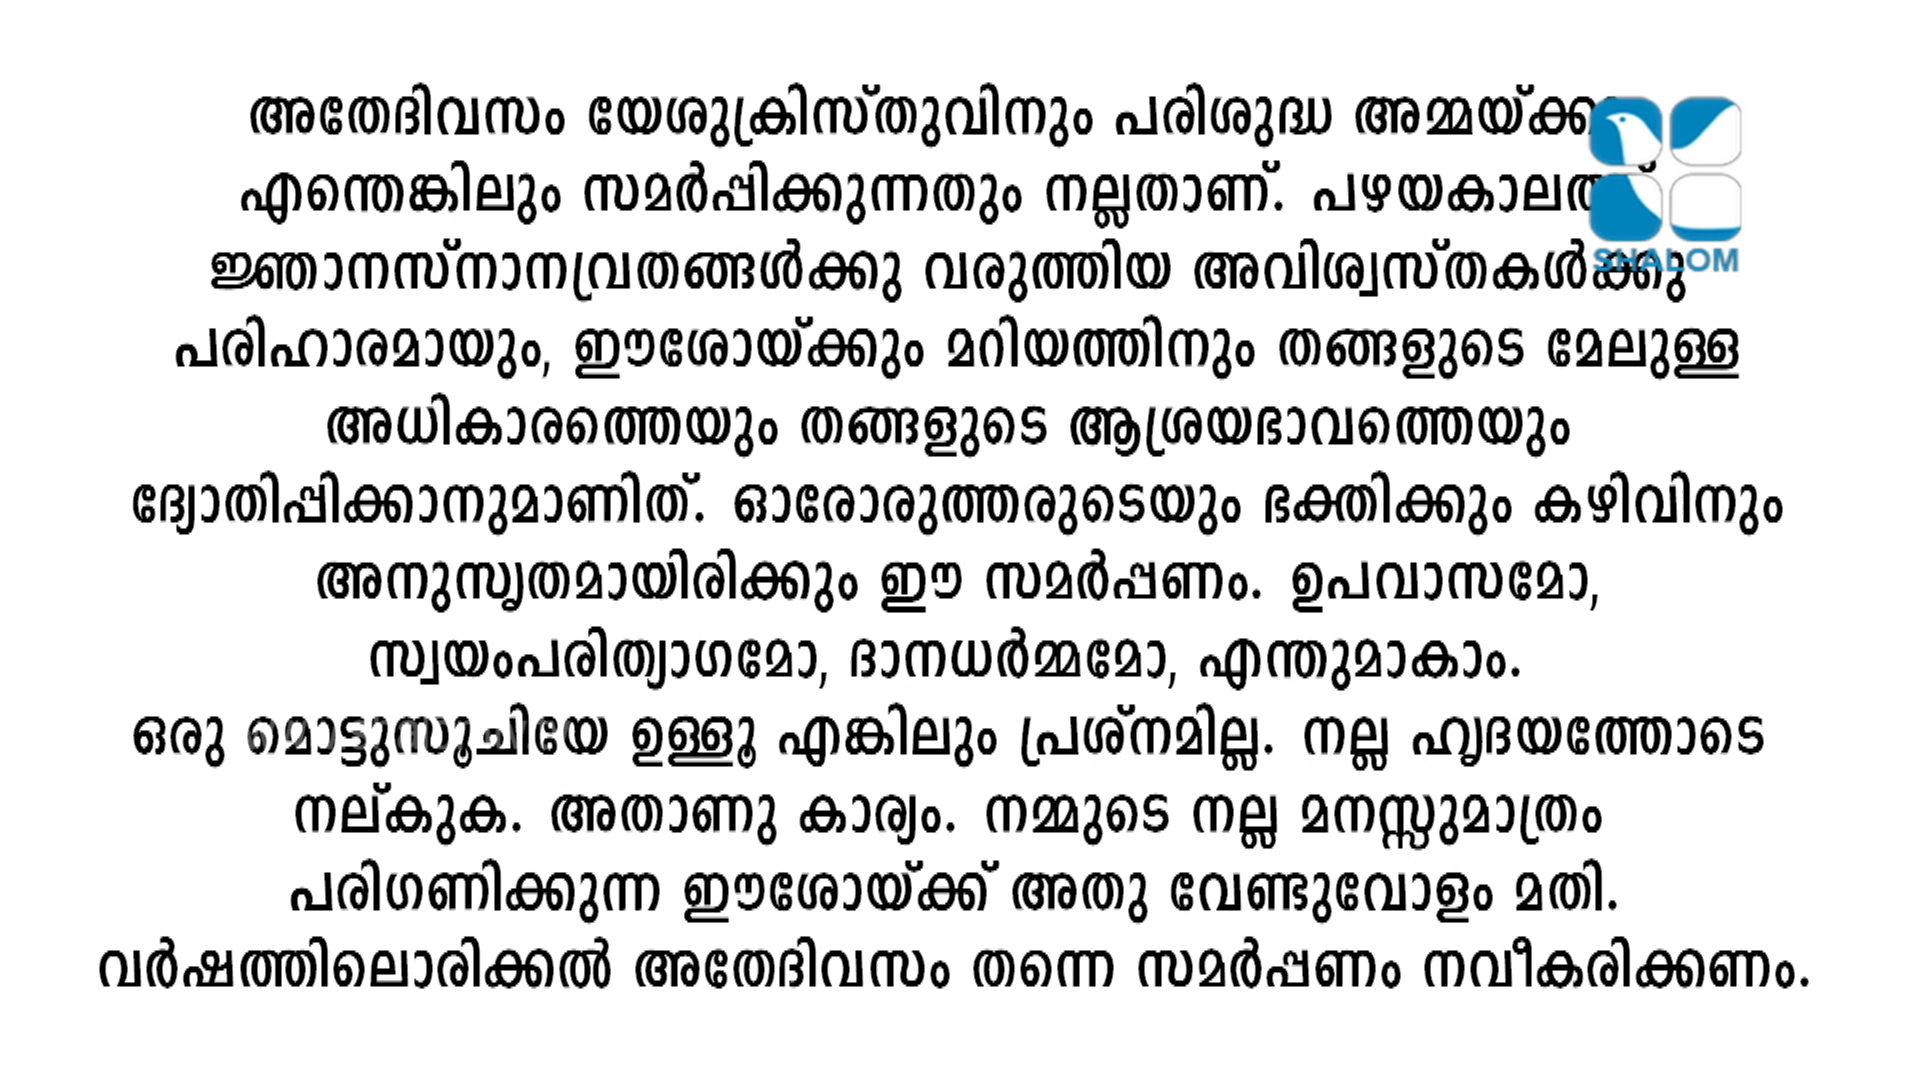 അതേദിവസം യേശുക്രിസ്തുവിനും പരിശുദ്ധ
എന്തെങ്കിലും സമർപ്പിക്കുന്നതും നല്ലതാണ്. പഴയകാലത്ത്
ജ്ഞാനസ്നാനവ്രതങ്ങൾക്കു വരുത്തിയ അവിശ്വസ്തകൾക്കു
SHALOM
പരിഹാരമായും, ഈശോയ്ക്കും മറിയത്തിനും തങ്ങളുടെ മേലുള്ള
അധികാരത്തെയും തങ്ങളുടെ ആശ്രയഭാവത്തെയും
ദ്യോതിപ്പിക്കാനുമാണിത്. ഓരോരുത്തരുടെയും ഭക്തിക്കും കഴിവിനും
അനുസൃതമായിരിക്കും ഈ സമർപ്പണം. ഉപവാസമോ,
സ്വയംപരിത്യാഗമോ, ദാനധർമ്മമോ, എന്തുമാകാം.
ഒരു മൊട്ടുസൂചിയേ ഉള്ളൂ എങ്കിലും പ്രശ്നമില്ല. നല്ല ഹൃദയത്തോടെ
നല്കുക. അതാണു കാര്യം. നമ്മുടെ നല്ല മനസ്സുമാത്രം
പരിഗണിക്കുന്ന ഈശോയ്ക്ക് അതു വേണ്ടുവോളം മതി.
വർഷത്തിലൊരിക്കൽ അതേദിവസം തന്നെ സമർപ്പണം നവീകരിക്കണം.